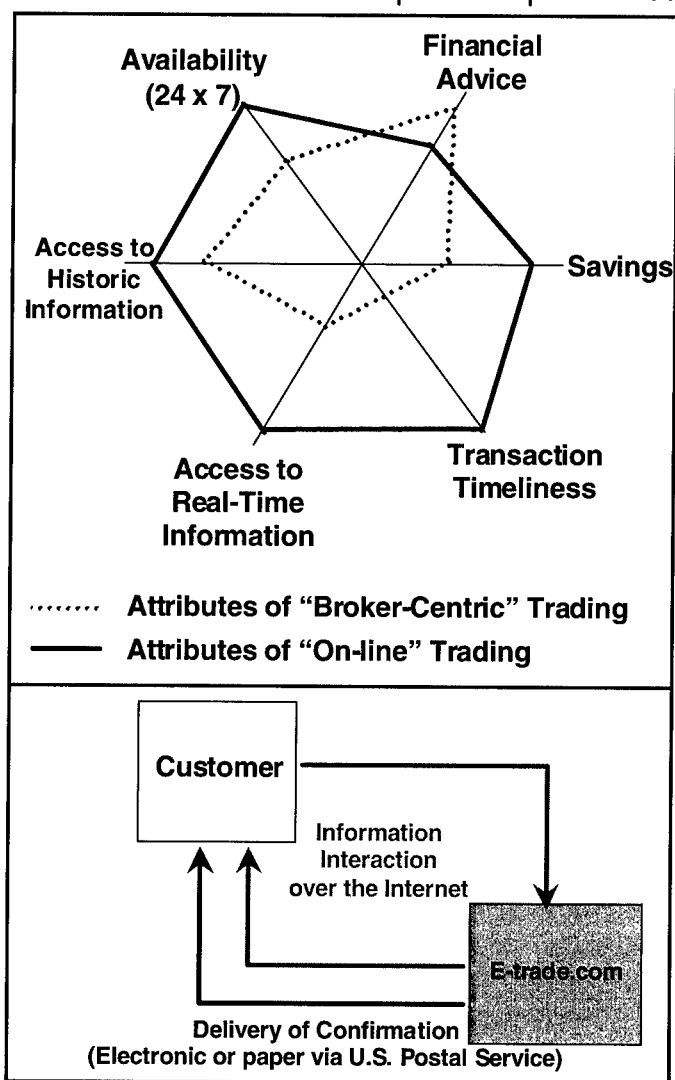 Financial
Advice
Availability
(24 x 7)
Access to
Historic
Information
Savings
Access to
Real-Time
Information
Transaction
Timeliness
Attributes of “Broker-Centric” Trading
Attributes of “On-line” Trading
Customer
Information
Interaction
over the Internet
E-trade.com
Delivery of Confirmation
(Electronic or paper via U.S. Postal Service)